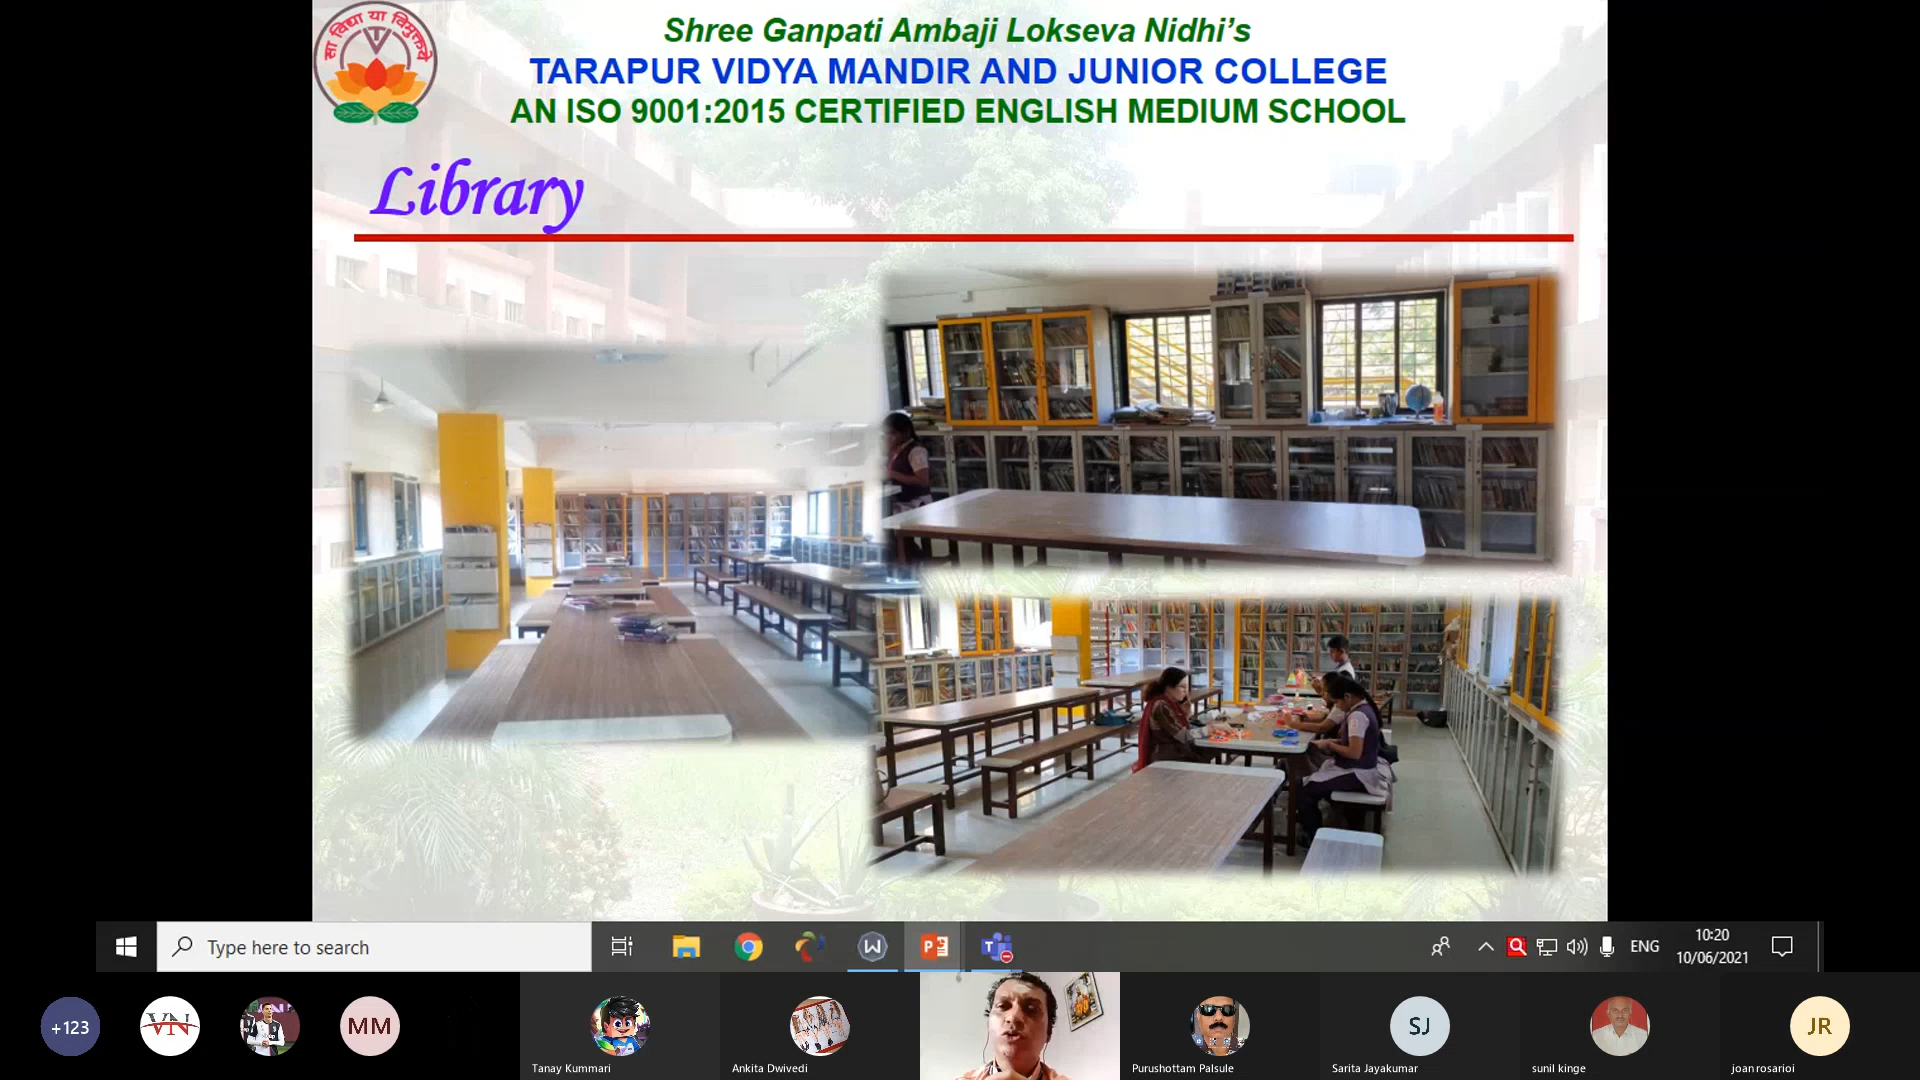 सा विद्या या विमुक्तये
Shree Ganpati Ambaji Lokseva Nidhi's
TARAPUR VIDYA MANDIR AND JUNIOR COLLEGE
AN ISO 9001:2015 CERTIFIED ENGLISH MEDIUM SCHOOL
Library
Type here to search
ENG
10:20
10/06/2021
+123
VN
MM
SJ
JR
Tanay Kummari
Ankita Dwivedi
Purushottam Palsule
Sarita Jayakumar
sunil kinge
joan rosarioi